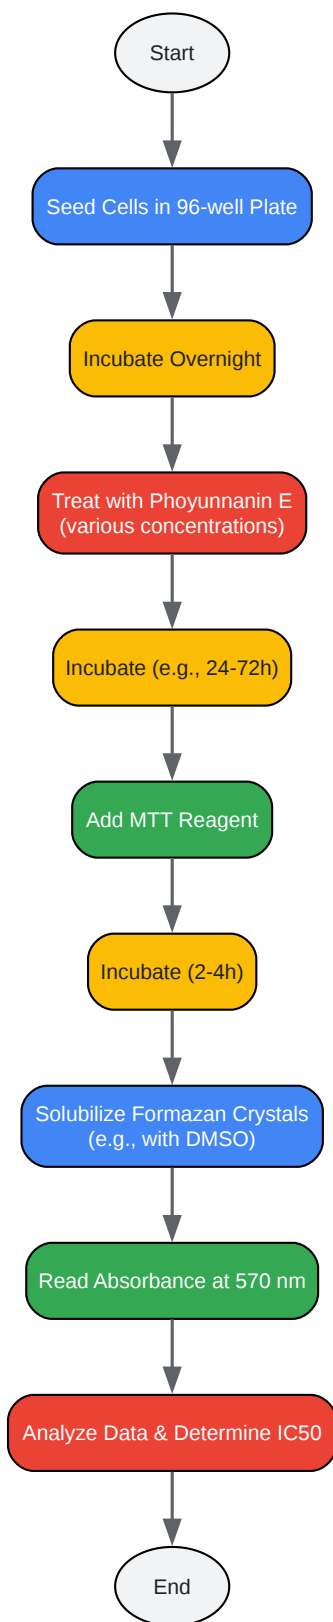 Start
Seed Cells in 96-well Plate
Incubate Overnight
Treat with Phoyunnanin E
(various concentrations)
Incubate (e.g., 24-72h)
Add MTT Reagent
Incubate (2-4h)
Solubilize Formazan Crystals
(e.g., with DMSO)
Read Absorbance at 570 nm
Analyze Data & Determine IC50
End